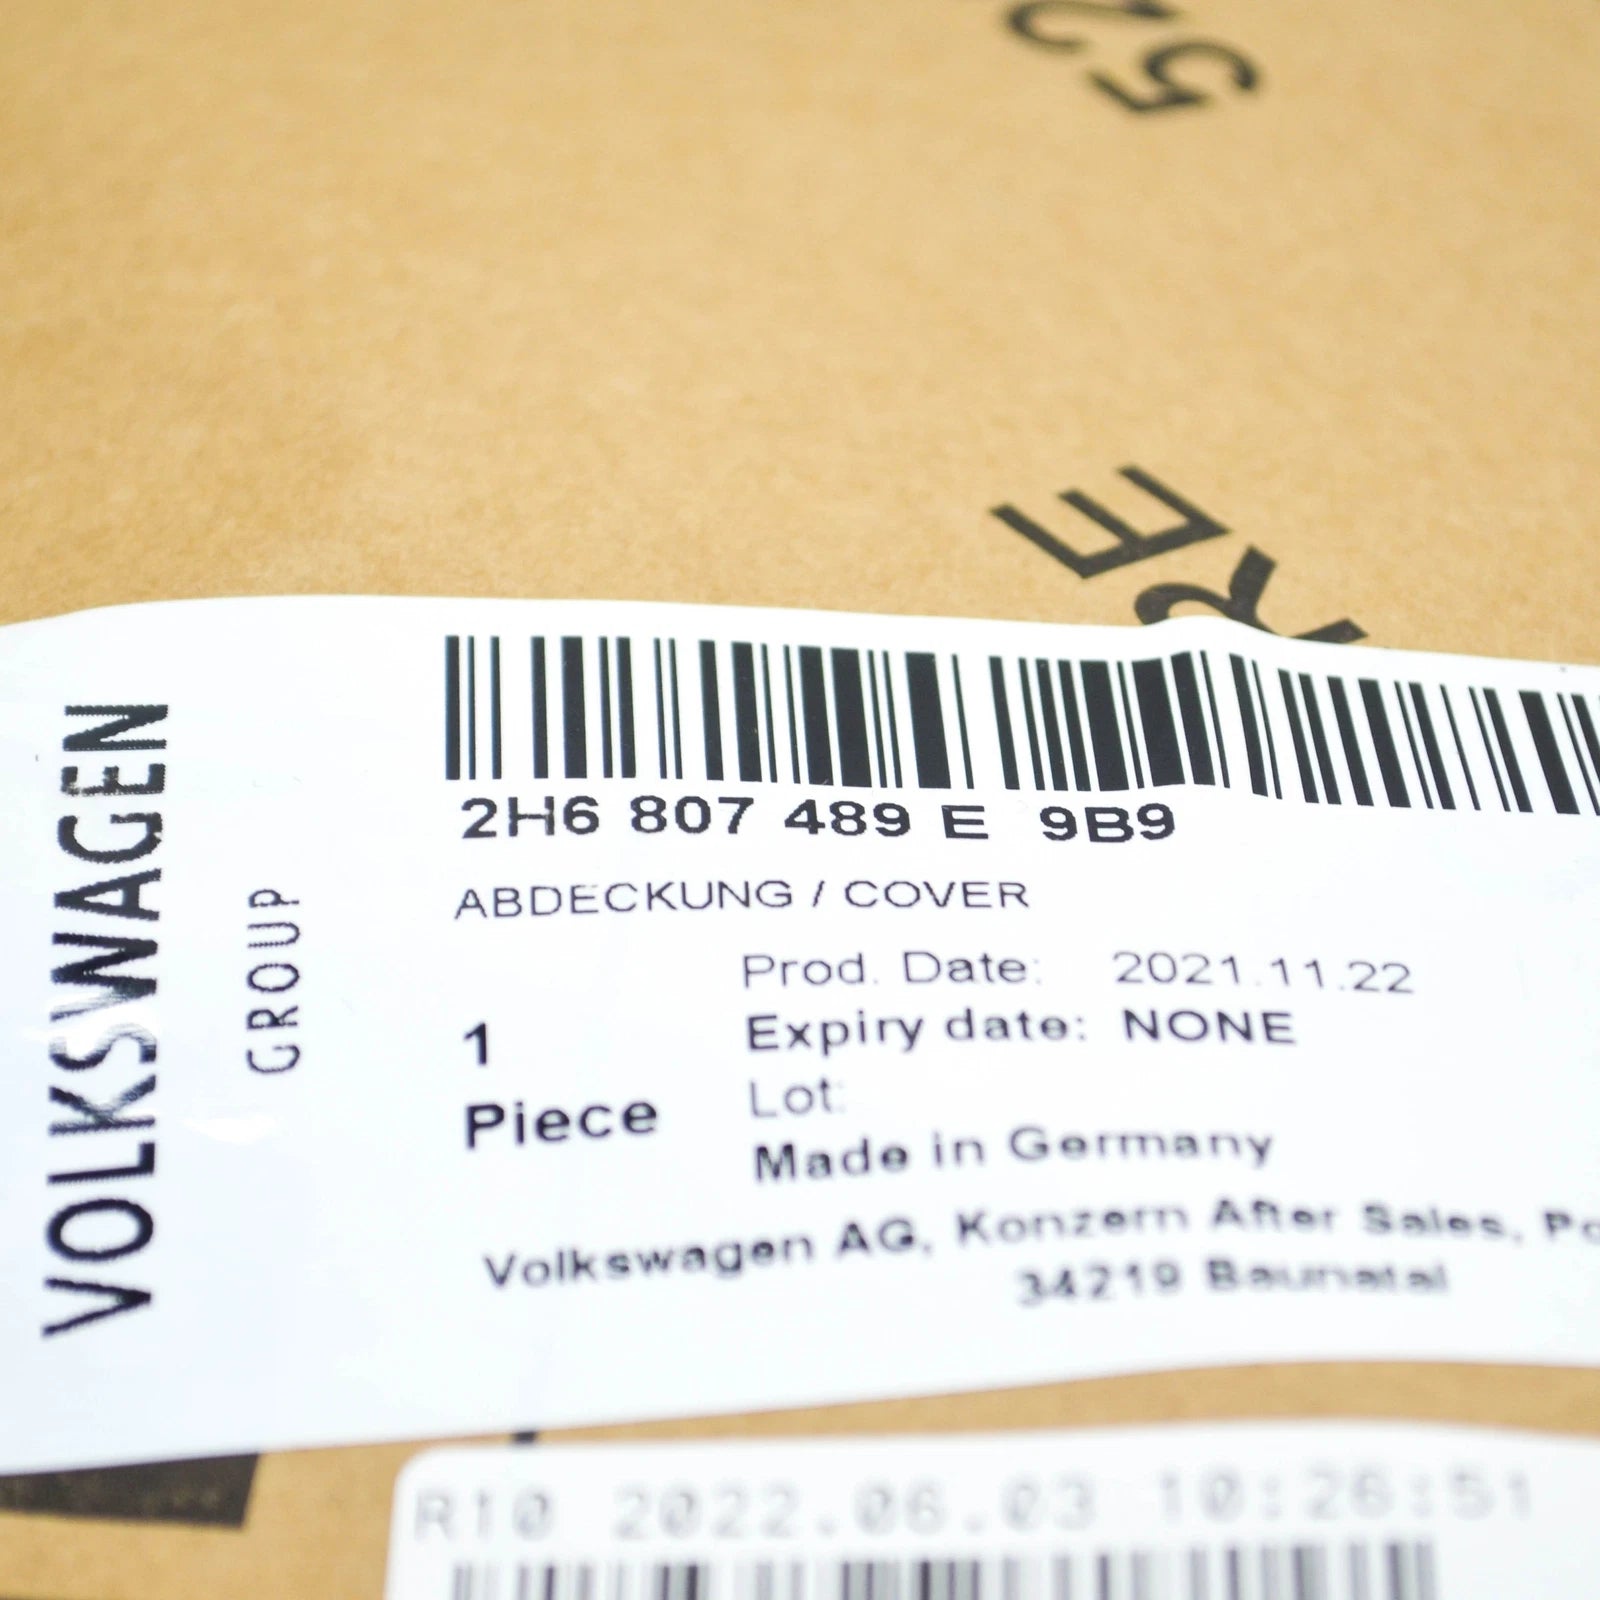 52
RE
VOLKSWAGEN
GROUP
2H6 807 489 E 9B9
ABDECKUNG / COVER
Prod. Date: 2021.11.22
Expiry date: NONE
1
Piece
Lot:
Made in Germany
Volkswagen AG, Konzern After Sales,
34219 Baunatal
R10 2022.06.03 10:26:51